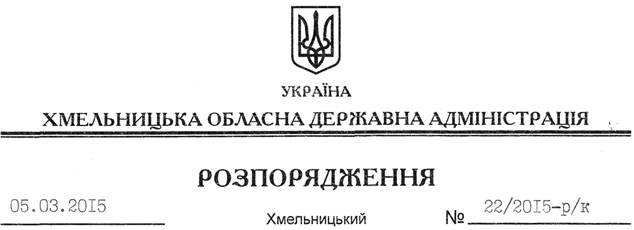 УКРАЇНА
ХМЕЛЬНИЦЬКА ОБЛАСНА ДЕРЖАВНА АДМІНІСТРАЦІЯ
РОЗПОРЯДЖЕННЯ
05.03.2015 Хмельницький № 22/2015-р/к